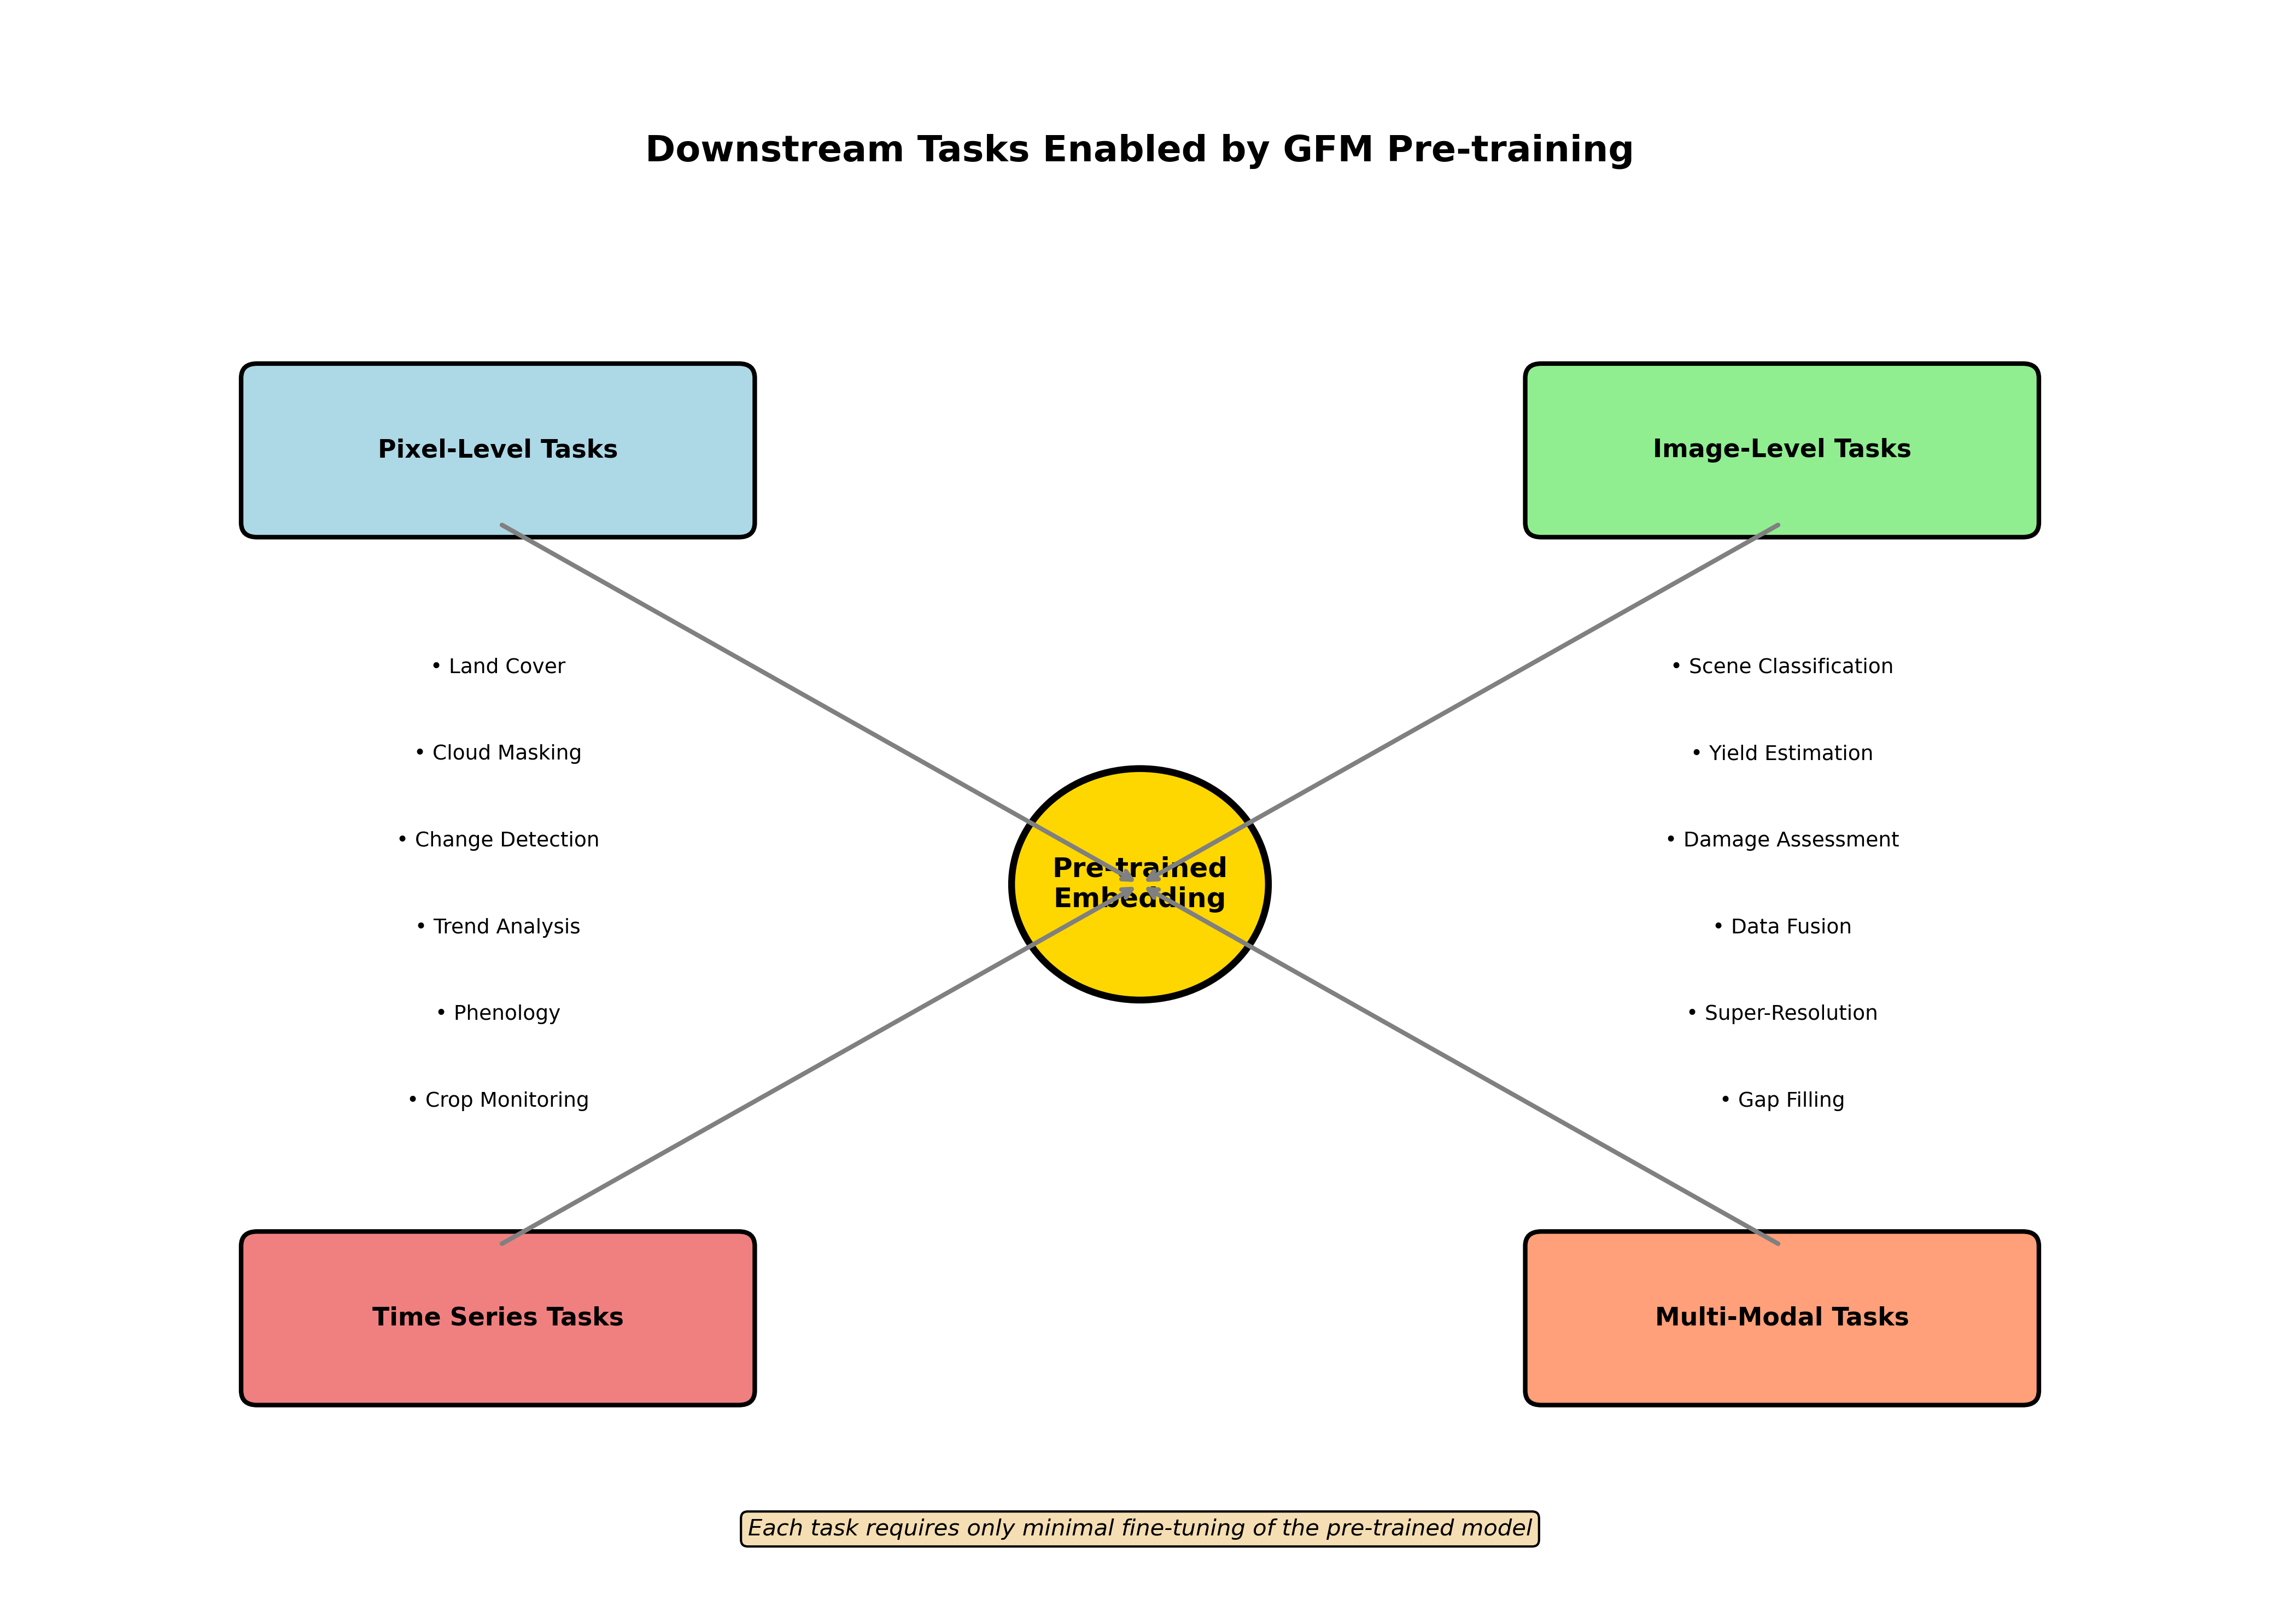 Downstream Tasks Enabled by GFM Pre-training
Pixel-Level Tasks
Image-Level Tasks
• Land Cover
• Cloud Masking
• Change Detection
• Trend Analysis
• Phenology
• Crop Monitoring
Pre-trained
Embedding
• Scene Classification
• Yield Estimation
• Damage Assessment
• Data Fusion
• Super-Resolution
• Gap Filling
Time Series Tasks
Multi-Modal Tasks
Each task requires only minimal fine-tuning of the pre-trained model